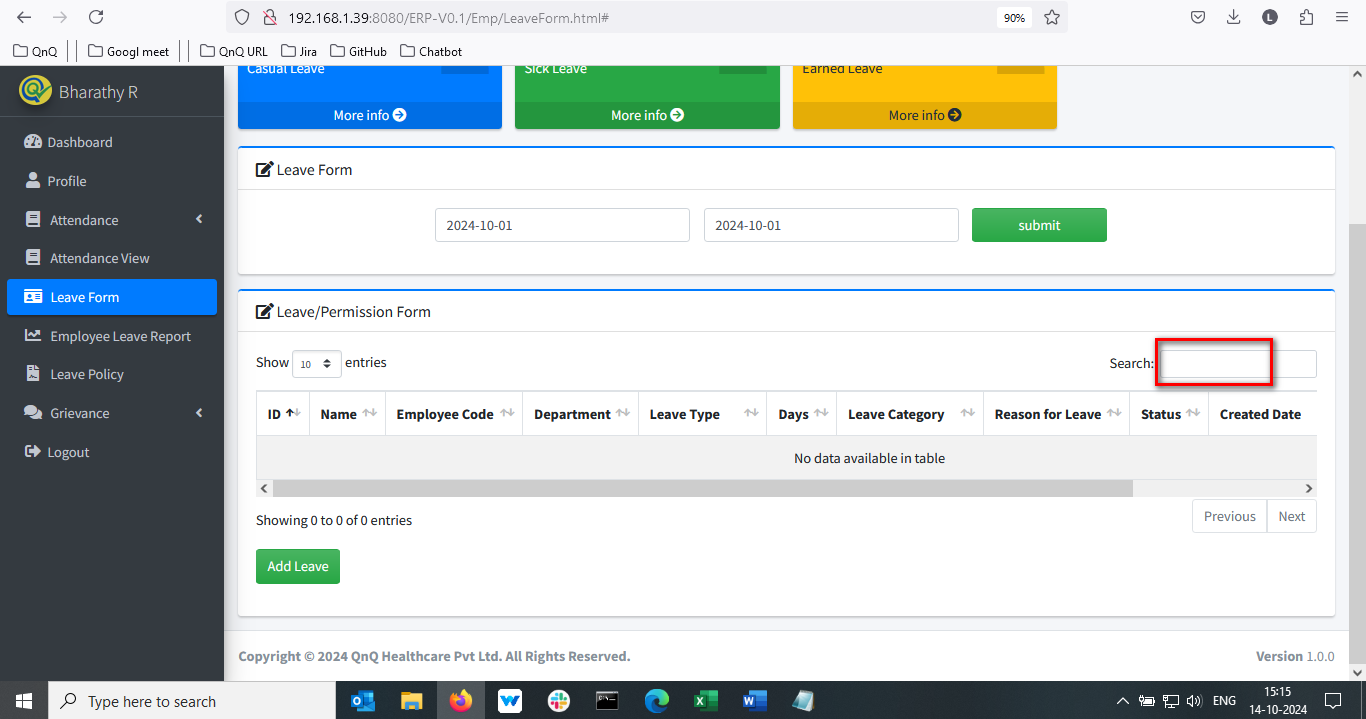 192.168.1.39:8080/ERP-V0.1/Emp/LeaveForm.html#
90%
L
QnQ
Googl meet
QnQ URL
Jira
GitHub
Chatbot
Bharathy R
Dashboard
Profile
Attendance
Attendance View
Leave Form
Employee Leave Report
Leave Policy
Grievance
Logout
Casual Leave
Sick Leave
Earned Leave
More info
More info
More info
Leave Form
2024-10-01
2024-10-01
submit
Leave/Permission Form
Show 10 entries
Search:
ID Name Employee Code Department Leave Type Days Leave Category Reason for Leave Status Created Date
No data available in table
Showing 0 to 0 of 0 entries
Previous Next
Add Leave
Copyright © 2024 QnQ Healthcare Pvt Ltd. All Rights Reserved.
Version 1.0.0
Type here to search
ENG
15:15
14-10-2024